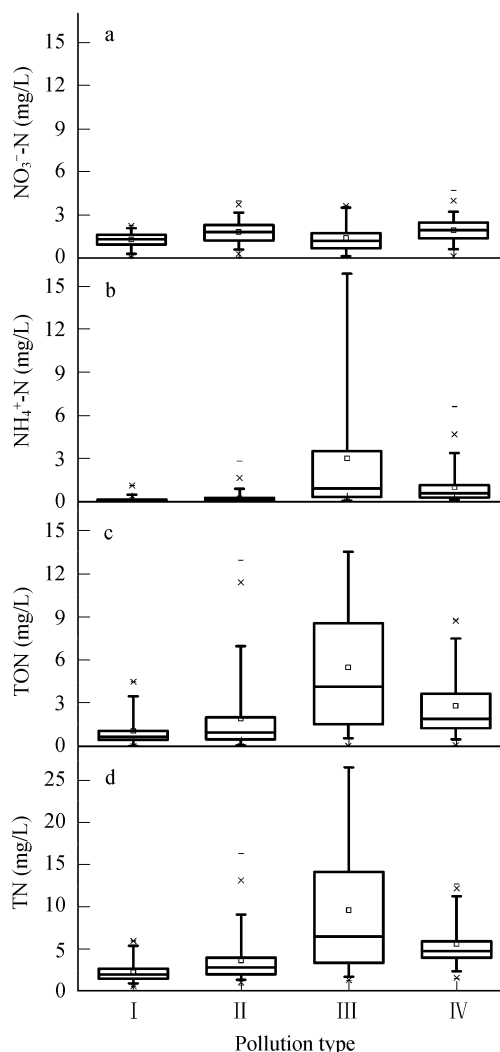 a
15
12
9
6
3
0
NO₃⁻-N (mg/L)
b
15
12
9
6
3
0
NH₄⁺-N (mg/L)
c
15
12
9
6
3
0
TON (mg/L)
d
25
20
15
10
5
0
TN (mg/L)
I II III IV
Pollution type